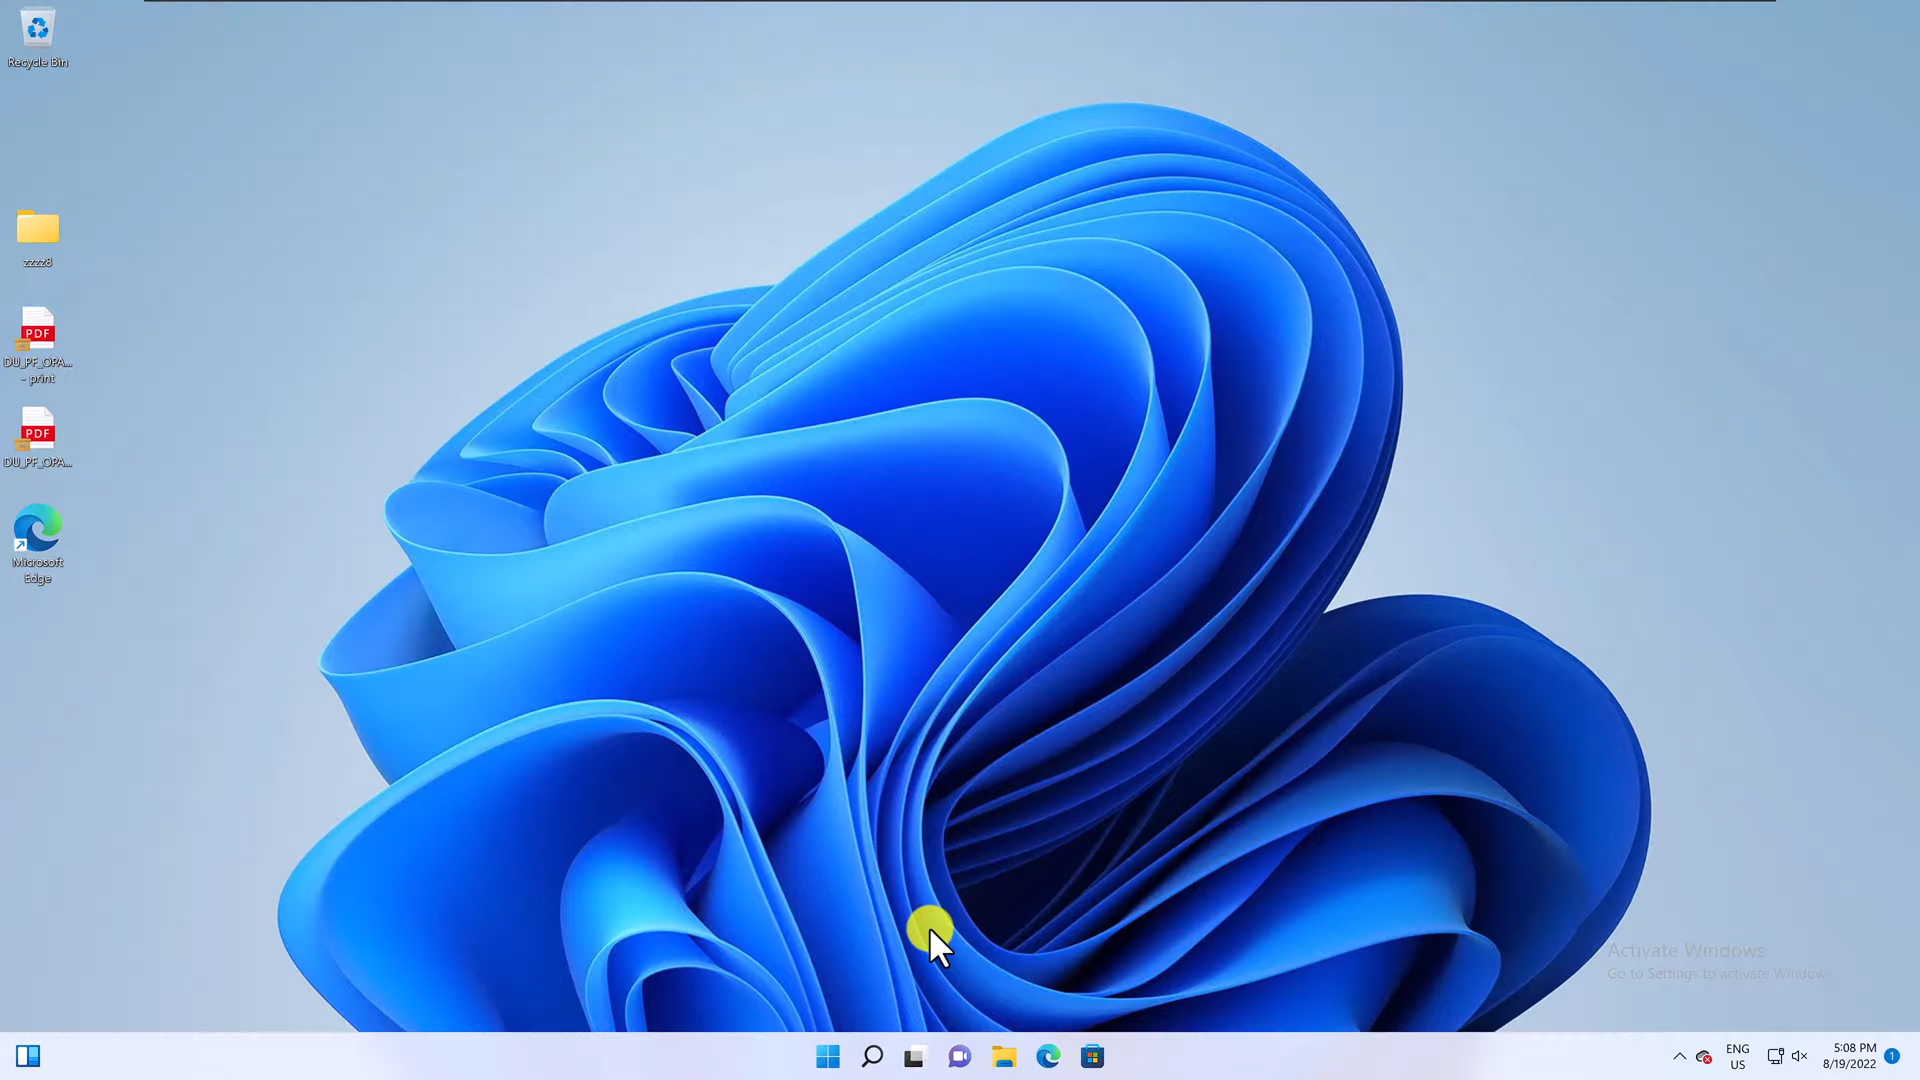 Recycle Bin
zzzz8
PDF
DU_PF_OPA...
- print
PDF
DU_PF_OPA...
Microsoft
Edge
Activate Windows
Go to Settings to activate Window
ENG
US
5:08 PM
8/19/2022
1